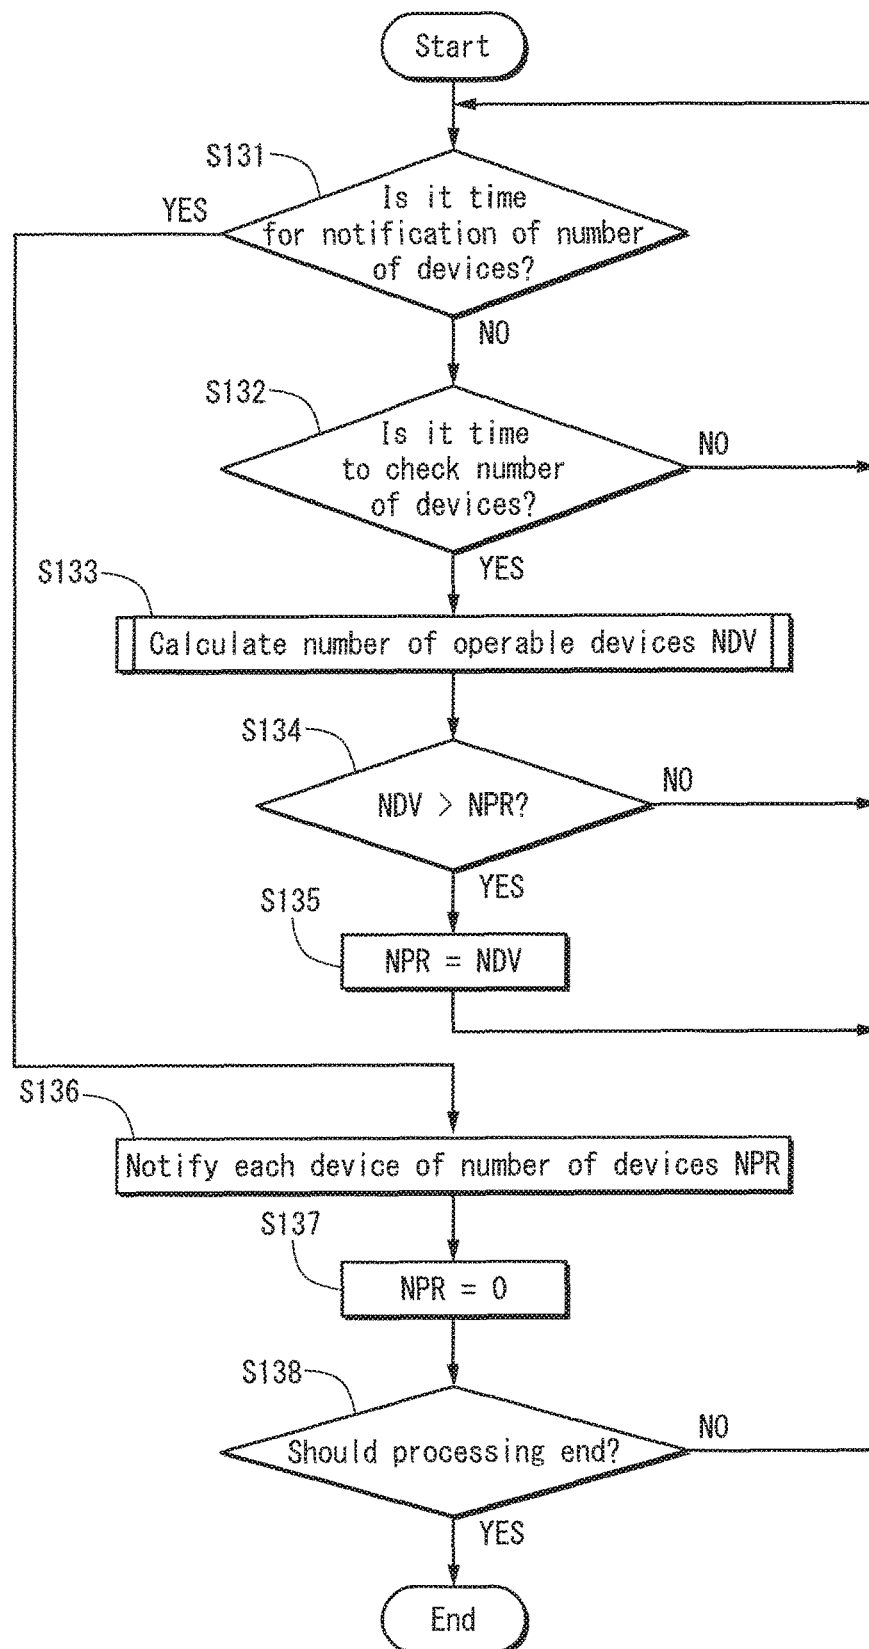 Start
S131
YES
Is it time
for notification of number
of devices?
NO
S132
Is it time
to check number
of devices?
NO
YES
S133
Calculate number of operable devices NDV
S134
NDV > NPR?
NO
YES
S135
NPR = NDV
S136
Notify each device of number of devices NPR
S137
NPR = 0
S138
Should processing end?
NO
YES
End